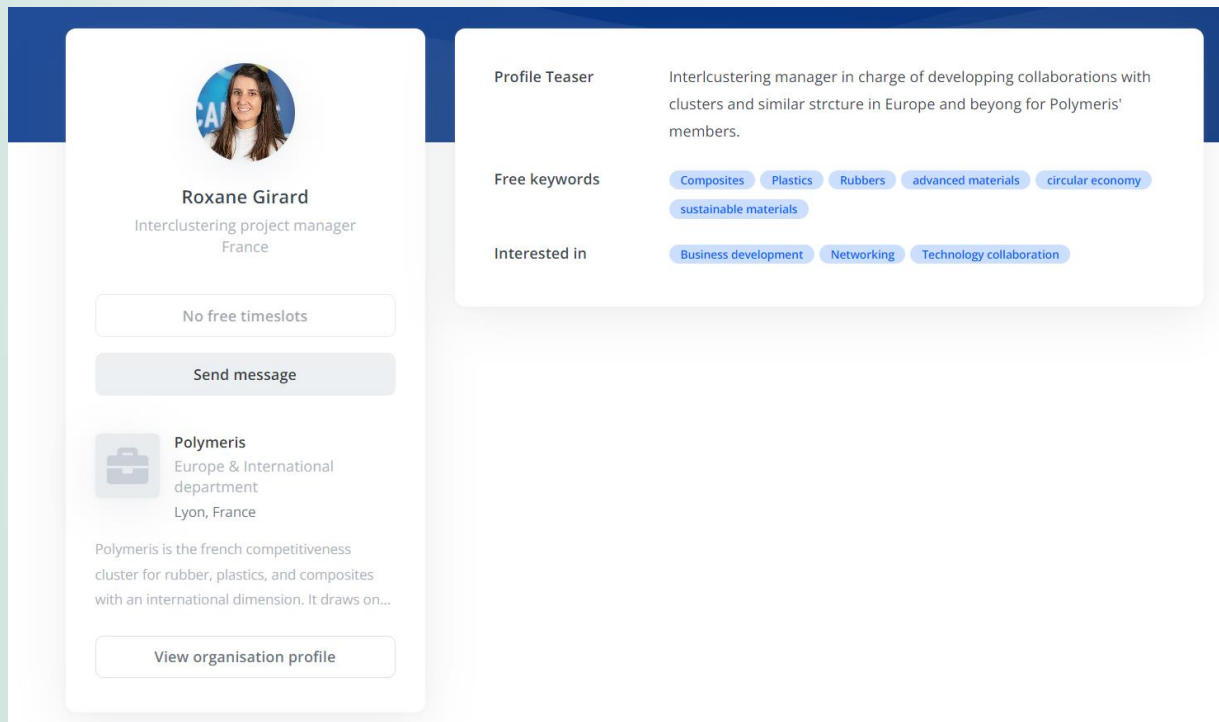 CA
Roxane Girard
Interclustering project manager
France
No free timeslots
Send message
Polymeris
Europe & International
department
Lyon, France
Polymeris is the french competitiveness
cluster for rubber, plastics, and composites
with an international dimension. It draws on...
View organisation profile
Profile Teaser
Interlcustering manager in charge of developping collaborations with
clusters and similar strcture in Europe and beyong for Polymeris'
members.
Free keywords
Composites Plastics Rubbers advanced materials circular economy
sustainable materials
Interested in
Business development Networking Technology collaboration